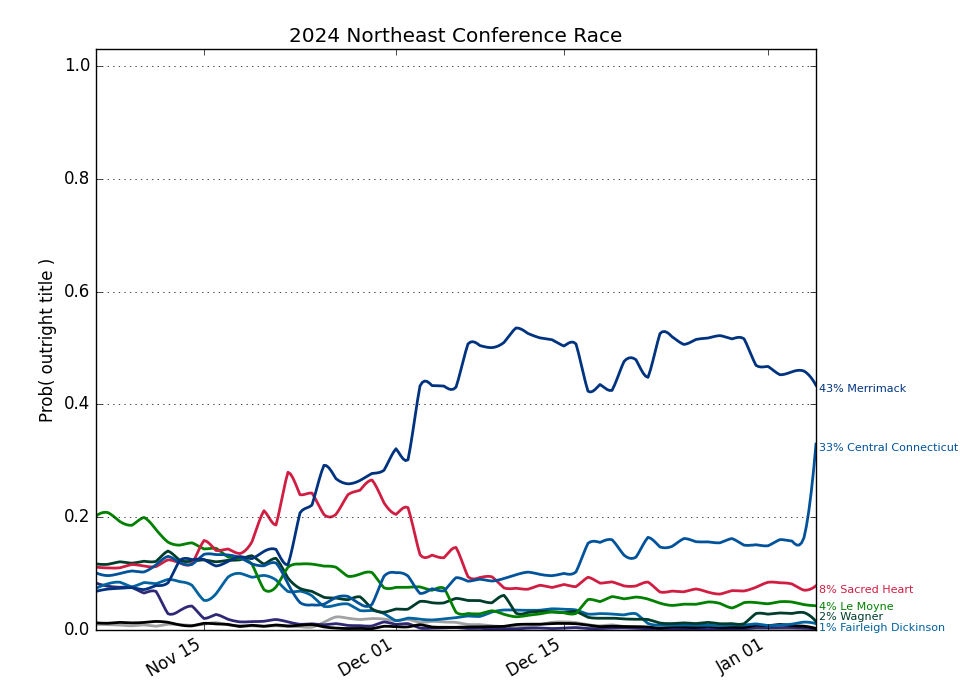 2024 Northeast Conference Race
Prob( outright title )
1.0
0.8
0.6
0.4
0.2
0.0
Nov 15
Dec 01
Dec 15
Jan 01
43% Merrimack
33% Central Connecticut
8% Sacred Heart
4% Le Moyne
2% Wagner
1% Fairleigh Dickinson